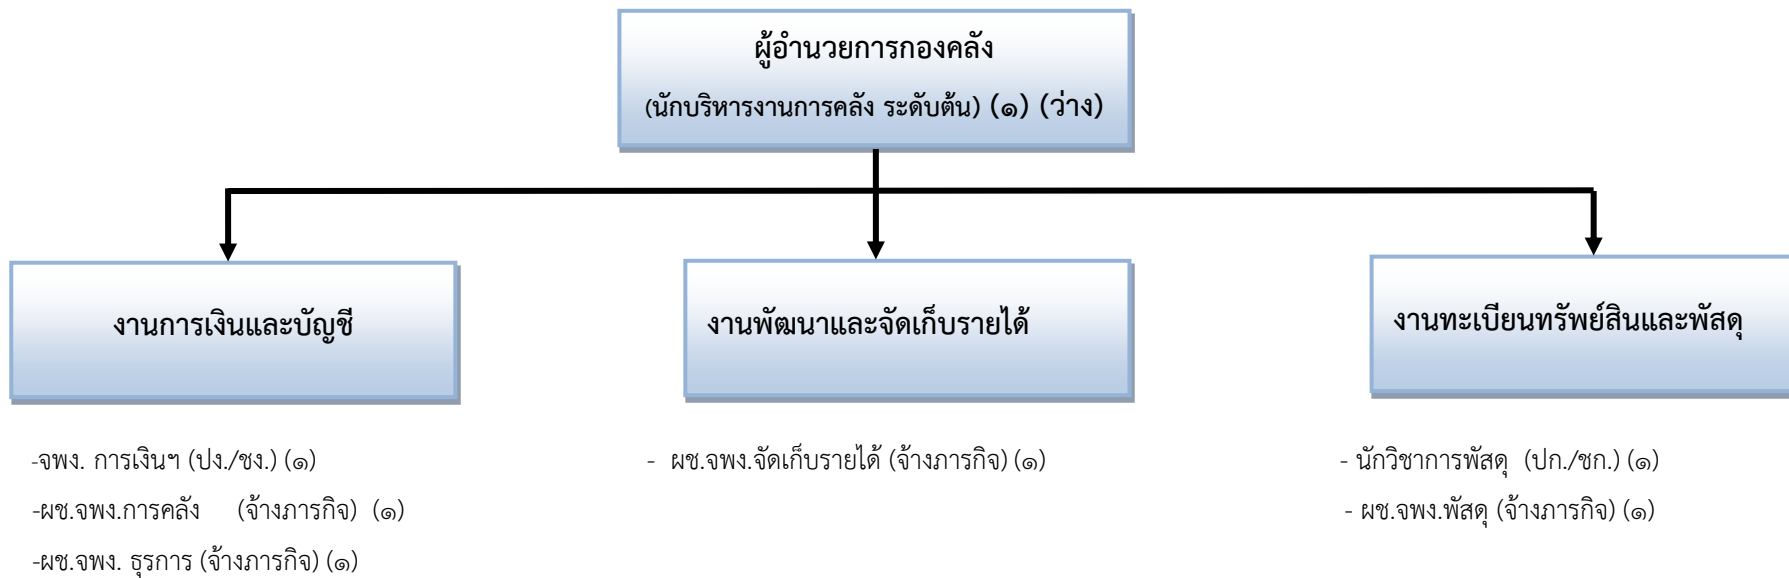 ผู้อำนวยการกองคลัง
(นักบริหารงานการคลัง ระดับต้น) (๑) (ว่าง)
งานการเงินและบัญชี
งานพัฒนาและจัดเก็บรายได้
งานทะเบียนทรัพย์สินและพัสดุ
-จพง. การเงินฯ (ปง./ชง.) (๑)
-ผช.จพง.การคลัง (จ้างภารกิจ) (๑)
-ผช.จพง. ธุรการ (จ้างภารกิจ) (๑)
- ผช.จพง.จัดเก็บรายได้ (จ้างภารกิจ) (๑)
- นักวิชาการพัสดุ (ปก./ชก.) (๑)
- ผช.จพง.พัสดุ (จ้างภารกิจ) (๑)